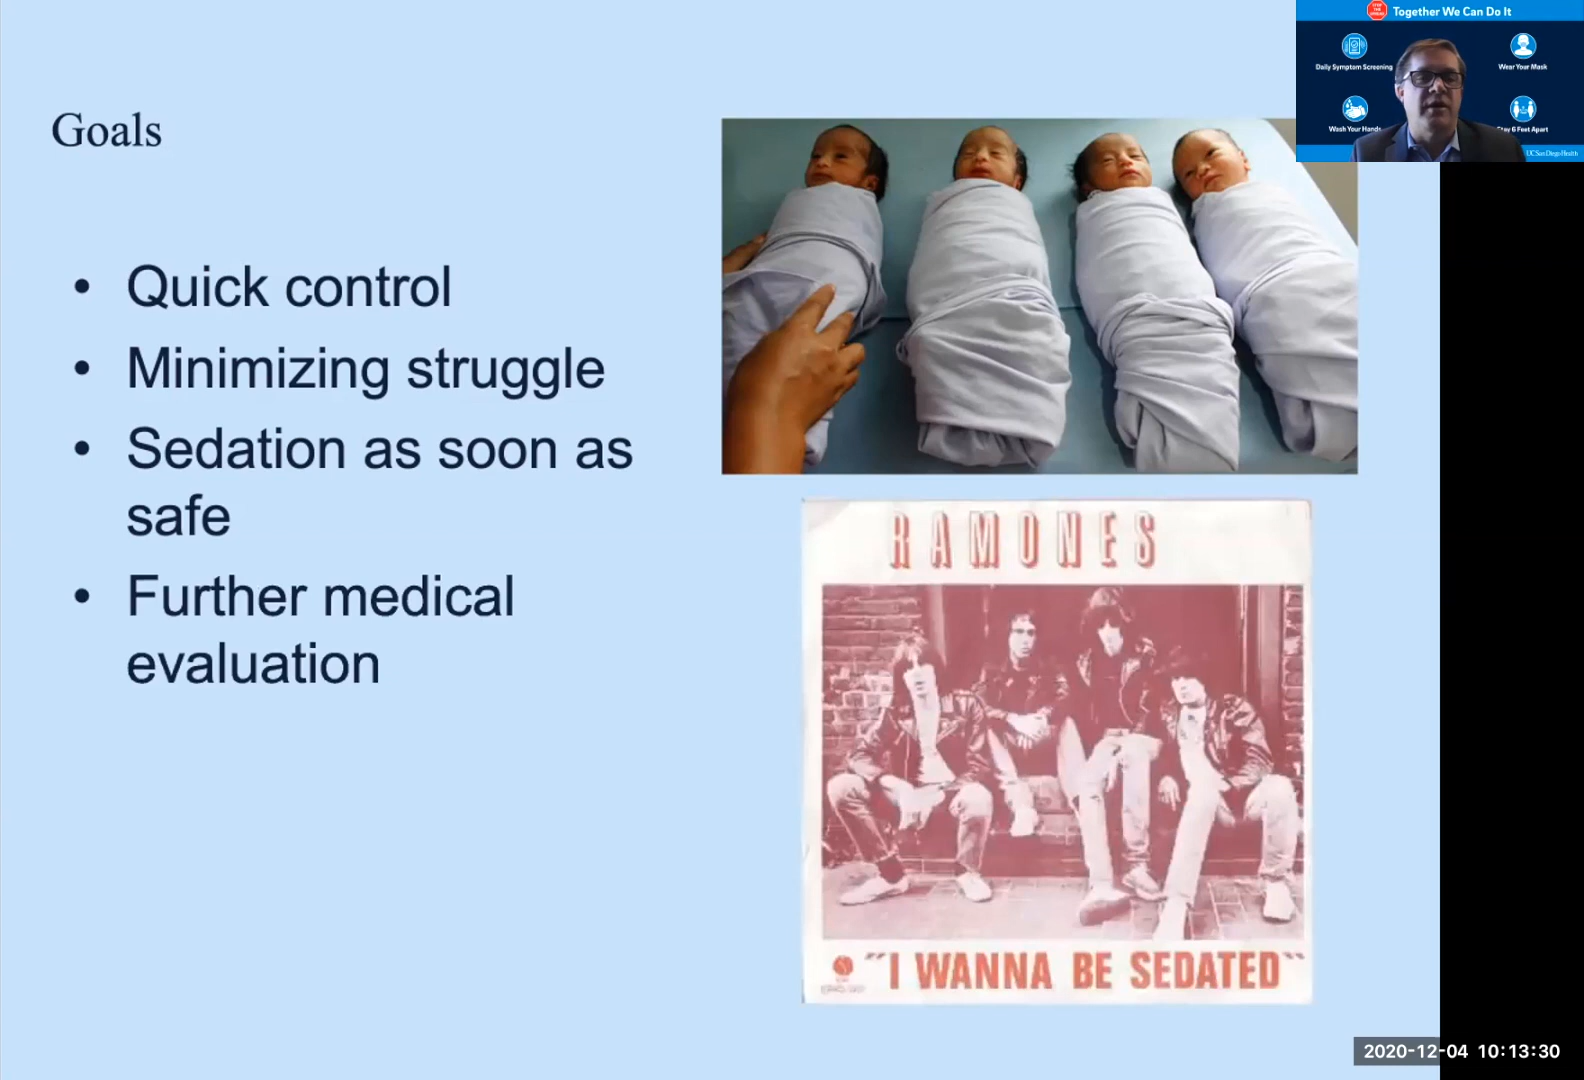 Together We Can Do It
Daily Symptom Screening
Wear Your Mask
Wash Your Hands
Stay 6 Feet Apart
UC San Diego Health
Goals
• Quick control
• Minimizing struggle
• Sedation as soon as
safe
• Further medical
evaluation
RAMONES
"I WANNA BE SEDATED"
2020-12-04 10:13:30